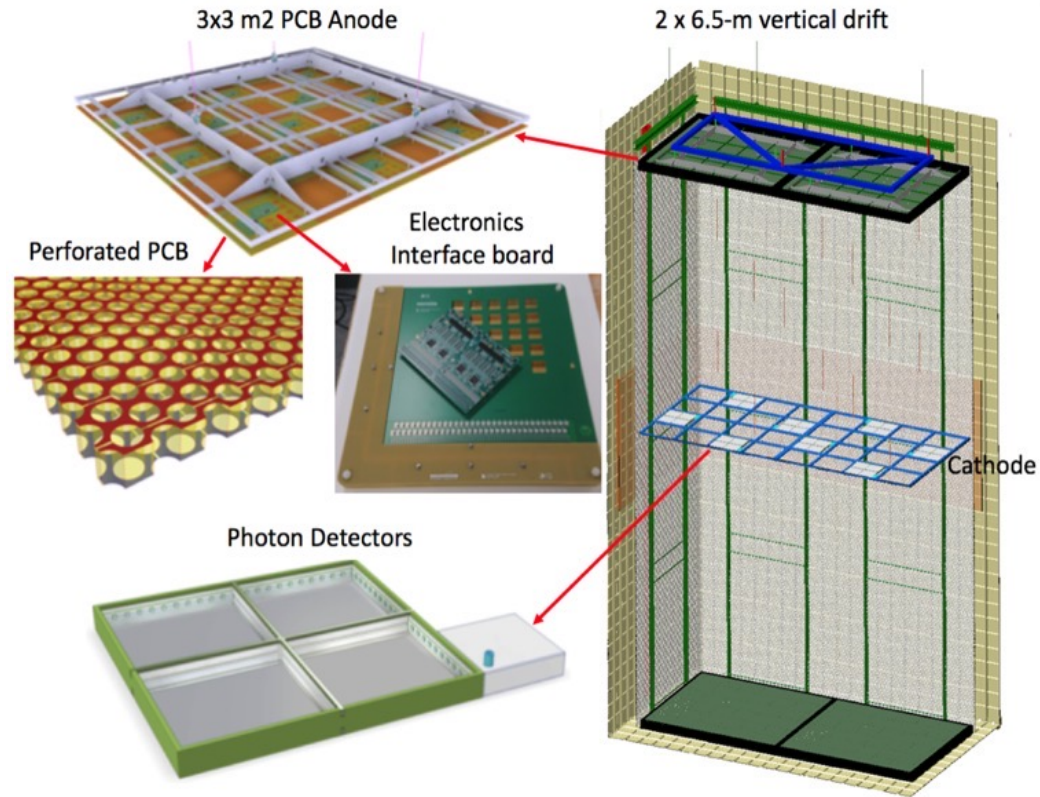 3x3 m2 PCB Anode
2 x 6.5-m vertical drift
Perforated PCB
Electronics
Interface board
Cathode
Photon Detectors